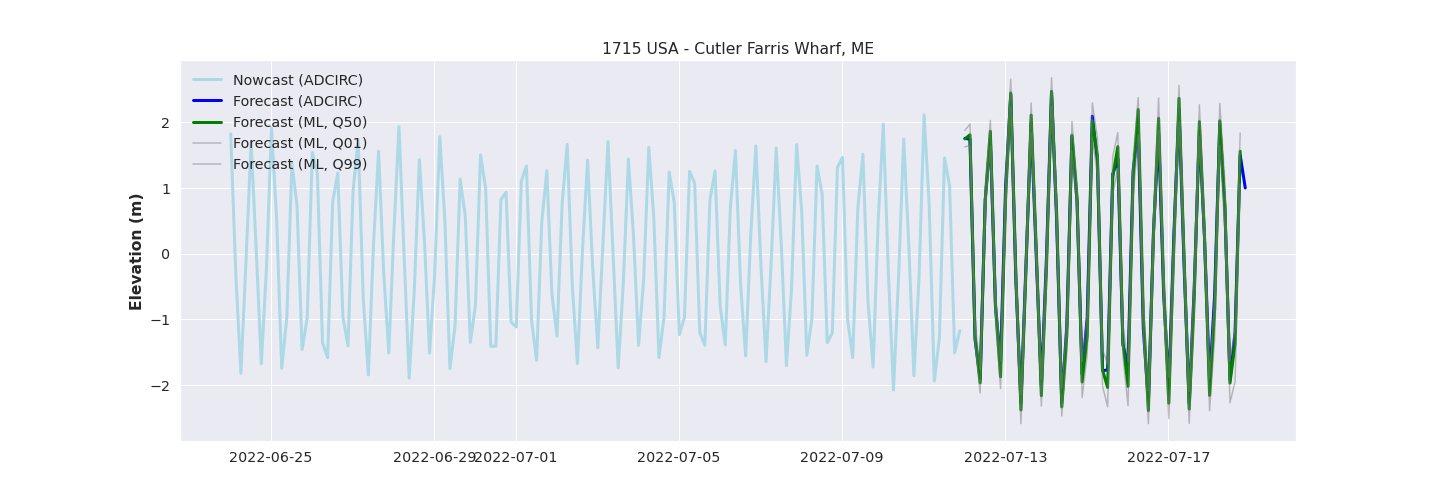 1715 USA - Cutler Farris Wharf, ME
Nowcast (ADCIRC)
Forecast (ADCIRC)
Forecast (ML, Q50)
Forecast (ML, Q01)
Forecast (ML, Q99)
Elevation (m)
2
1
0
−1
−2
2022-06-25
2022-06-29
2022-07-01
2022-07-05
2022-07-09
2022-07-13
2022-07-17